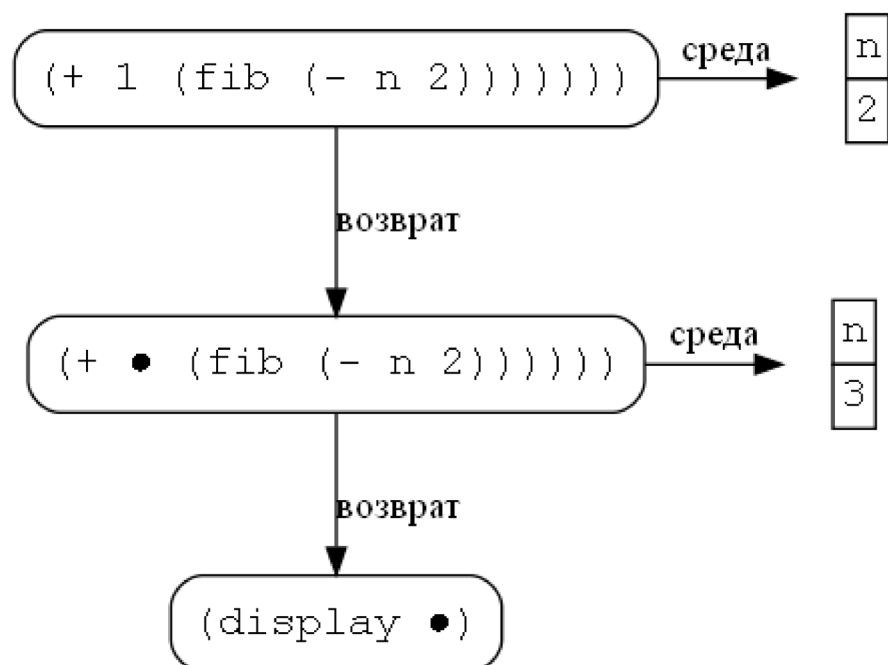 (+ 1 (fib (- n 2)))))))
среда
n
2
возврат
(+ ● (fib (- n 2))))))
среда
n
3
возврат
(display ●)